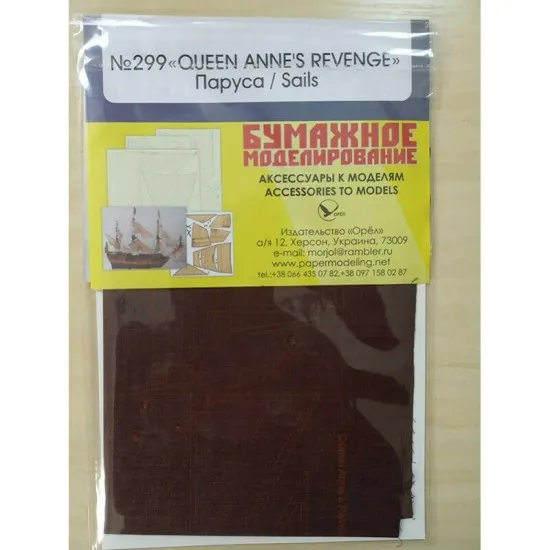 №299«QUEEN ANNE'S REVENGE»
Паруса / Sails
БУМАЖНОЕ
МОДЕЛИРОВАНИЕ
АКСЕССУАРЫ К МОДЕЛЯМ
ACCESSORIES TO MODELS
ОРЁЛ
Издательство «Орёл»
а/я 12, Херсон, Украина, 73009
e-mail: morjol@rambler.ru
www.papermodeling.net
tel.:+38 066 435 07 82,+38 097 158 02 87